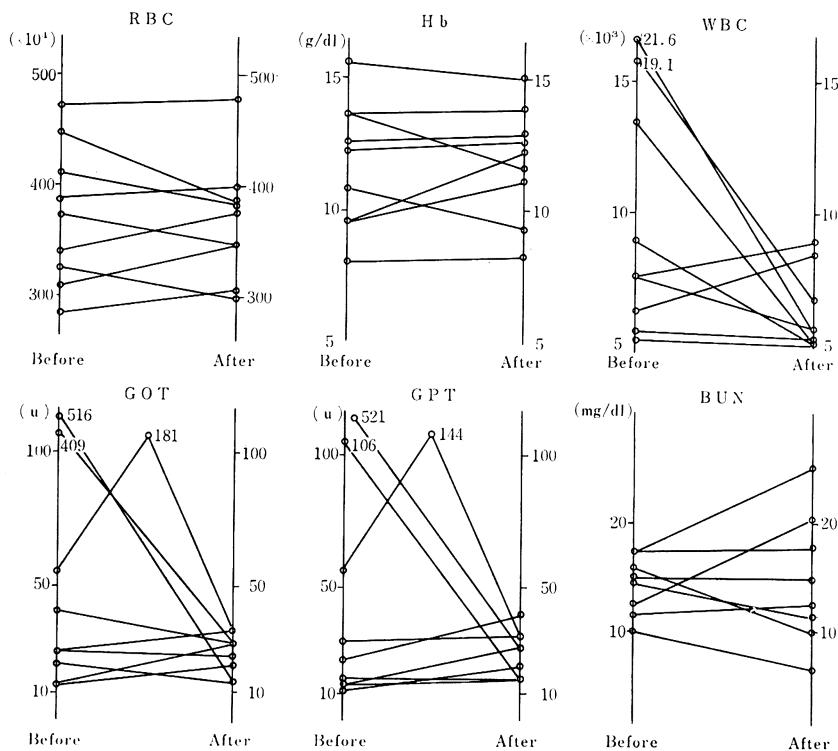 RBC
(×10⁴)
500
400
300
500
400
300
Before
After
Hb
(g/dl)
15
10
5
15
10
5
Before
After
WBC
(×10³)
21.6
19.1
15
10
5
15
10
5
Before
After
GOT
(u)
516
409
181
100
50
10
100
50
10
Before
After
GPT
(u)
521
106
144
100
50
10
100
50
10
Before
After
BUN
(mg/dl)
20
10
20
10
Before
After